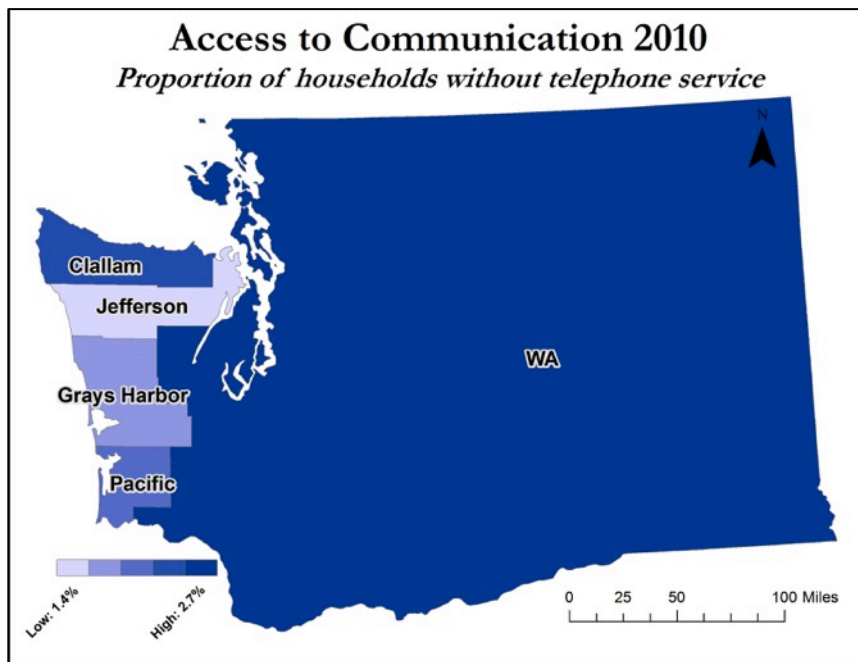 Access to Communication 2010
Proportion of households without telephone service
N
Clallam
Jefferson
WA
Grays Harbor
Pacific
Low: 1.4%
High: 2.7%
0 25 50 100 Miles